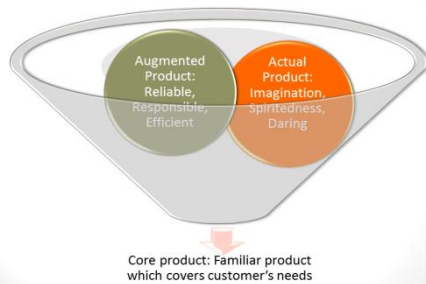 Augmented
Product:
Reliable,
Responsible,
Efficient
Actual
Product:
Imagination,
Spiritedness,
Daring
Core product: Familiar product
which covers customer's needs